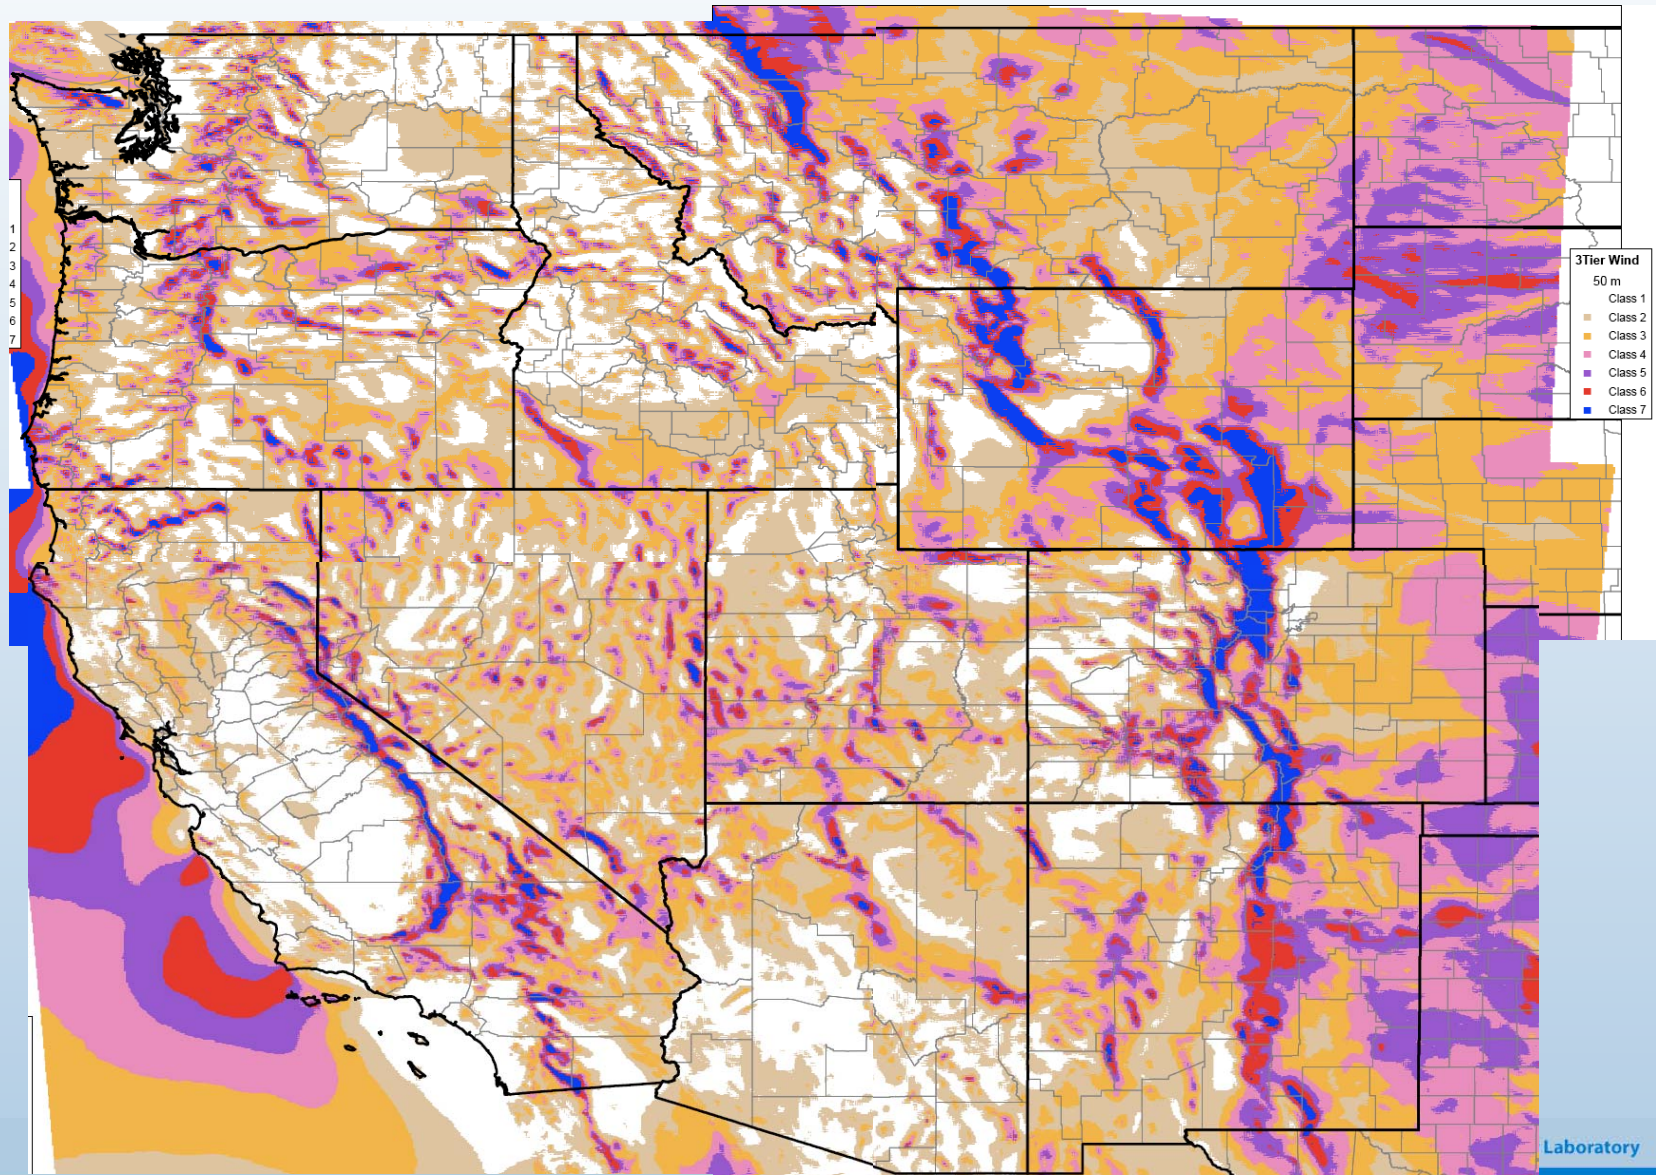 1
2
3
4
5
6
7
3Tier Wind
50 m
Class 1
Class 2
Class 3
Class 4
Class 5
Class 6
Class 7
Laboratory